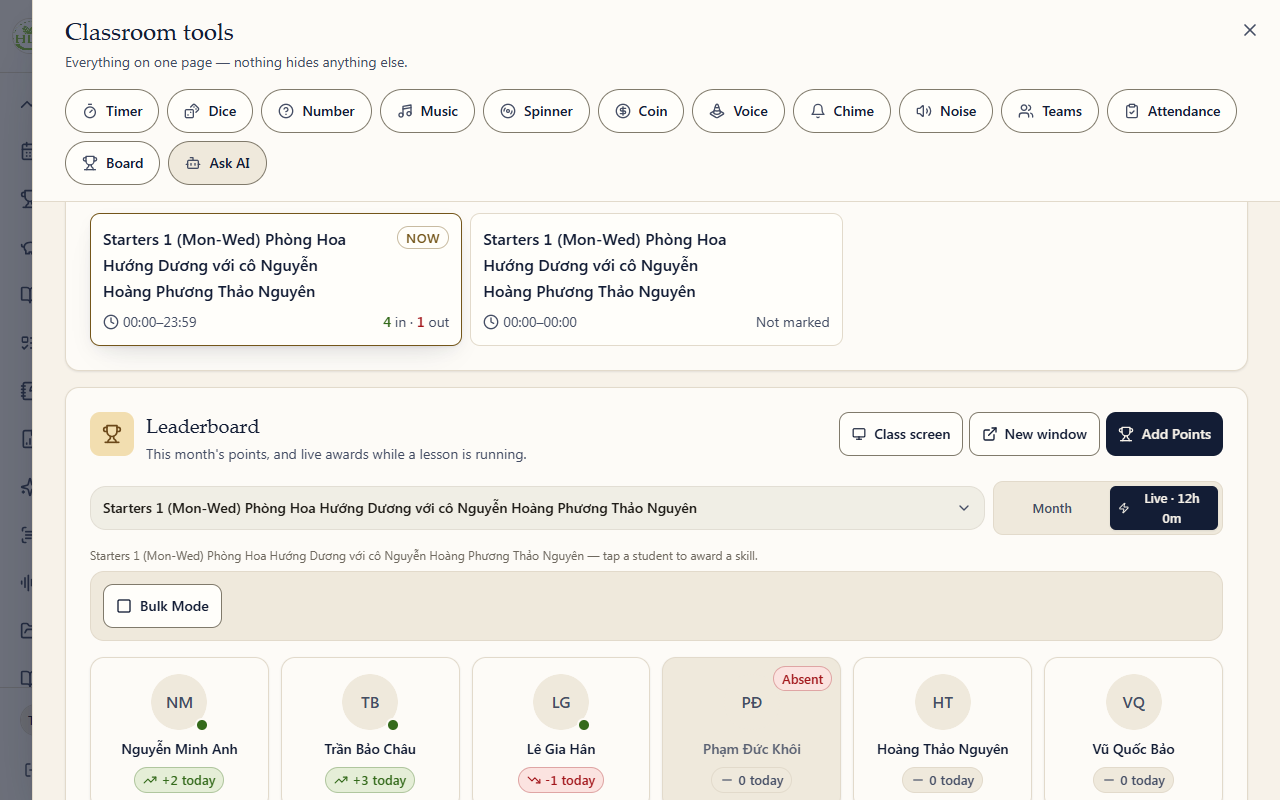 Classroom tools
Everything on one page — nothing hides anything else.
Timer
Dice
Number
Music
Spinner
Coin
Voice
Chime
Noise
Teams
Attendance
Board
Ask AI
Starters 1 (Mon-Wed) Phòng Hoa
Hướng Dương với cô Nguyễn
Hoàng Phương Thảo Nguyên
NOW
00:00–23:59
4 in · 1 out
Starters 1 (Mon-Wed) Phòng Hoa
Hướng Dương với cô Nguyễn
Hoàng Phương Thảo Nguyên
00:00–00:00
Not marked
Leaderboard
This month's points, and live awards while a lesson is running.
Class screen
New window
Add Points
Starters 1 (Mon-Wed) Phòng Hoa Hướng Dương với cô Nguyễn Hoàng Phương Thảo Nguyên
Month
Live · 12h
0m
Starters 1 (Mon-Wed) Phòng Hoa Hướng Dương với cô Nguyễn Hoàng Phương Thảo Nguyên — tap a student to award a skill.
Bulk Mode
NM
Nguyễn Minh Anh
+2 today
TB
Trần Bảo Châu
+3 today
LG
Lê Gia Hân
-1 today
Absent
PĐ
Phạm Đức Khôi
0 today
HT
Hoàng Thảo Nguyên
0 today
VQ
Vũ Quốc Bảo
0 today